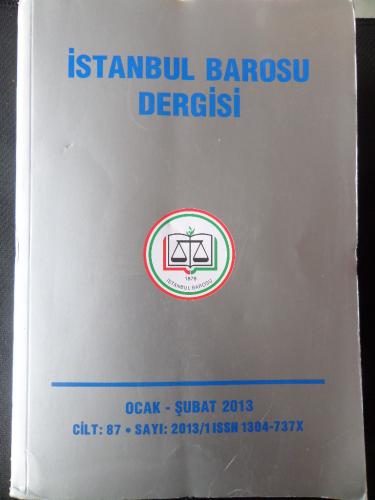 İSTANBUL BAROSU
DERGİSİ
1878
İSTANBUL BAROSU
OCAK - ŞUBAT 2013
CİLT: 87 • SAYI: 2013/1 ISSN 1304-737X